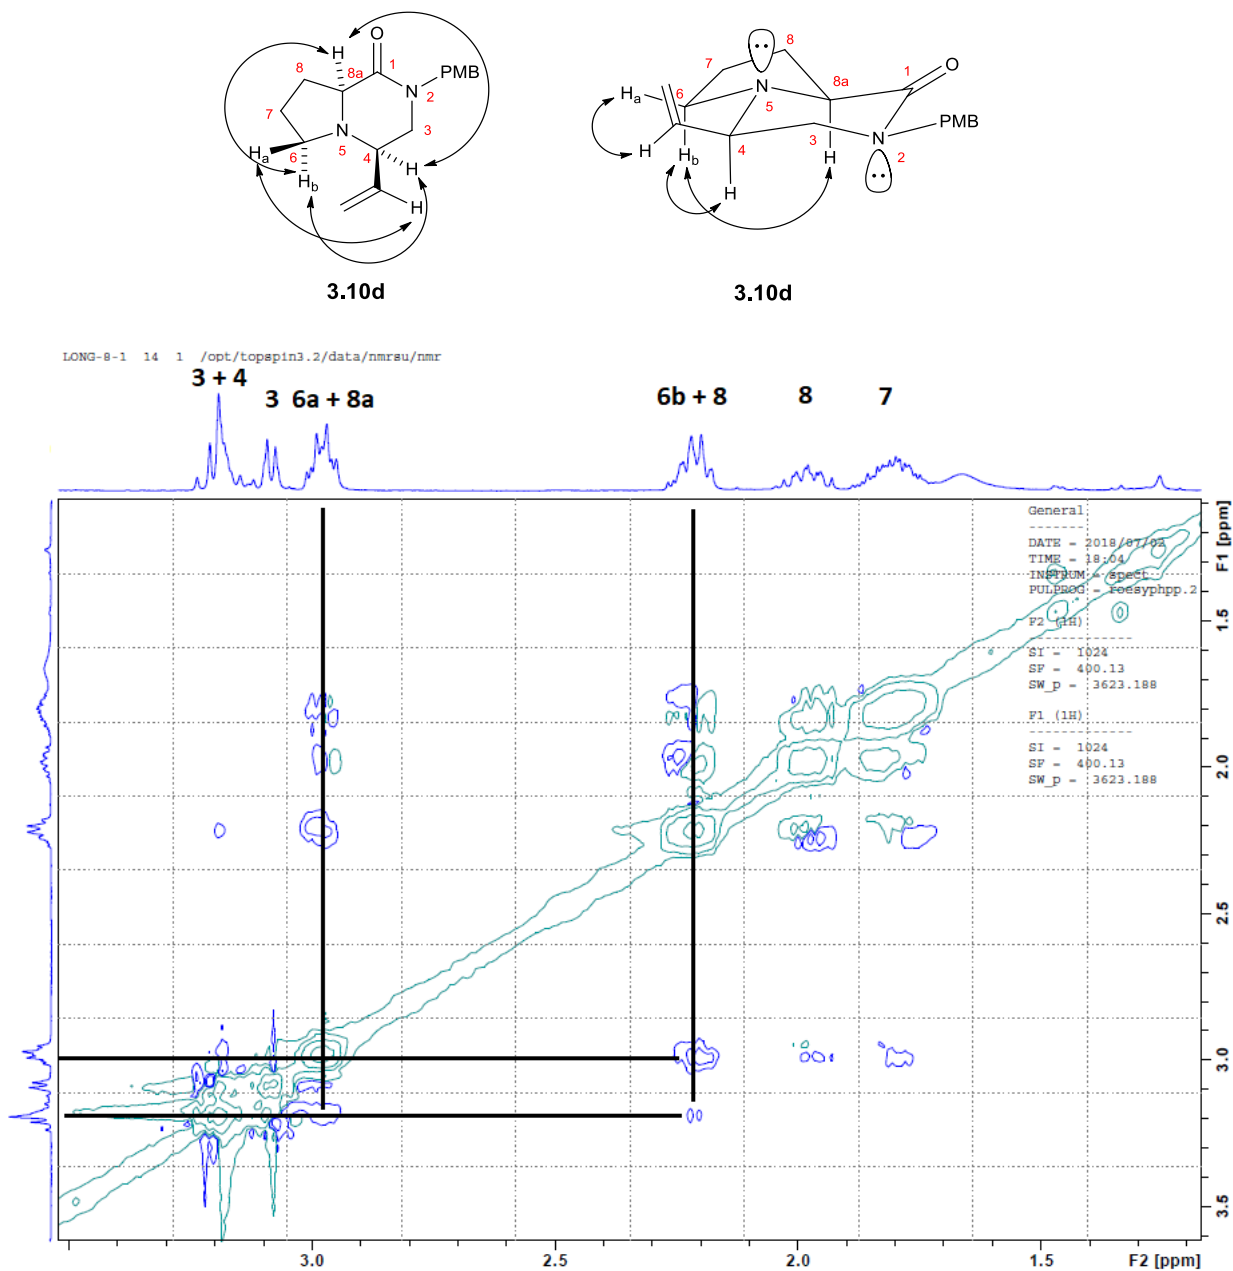 H
O
8
8a
1
PMB
N
2
7
3
N
5
Ha
6
4
H
Hb
H
3.10d
8
7
1
O
N
8a
6
Ha
5
3
PMB
N
H
Hb
4
H
2
H
3.10d
LONG-8-1 14 1 /opt/topspin3.2/data/nmrsu/nmr
3 + 4
3 6a + 8a
6b + 8
8
7
General
DATE = 2018/07/02
TIME = 18:04
INSTRUM = spect
PULPROG = roesyphpp.2
F2 (1H)
SI = 1024
SF = 400.13
SW_p = 3623.188
F1 (1H)
SI = 1024
SF = 400.13
SW_p = 3623.188
F1 [ppm]
1.5
2.0
2.5
3.0
3.5
3.0
2.5
2.0
1.5
F2 [ppm]